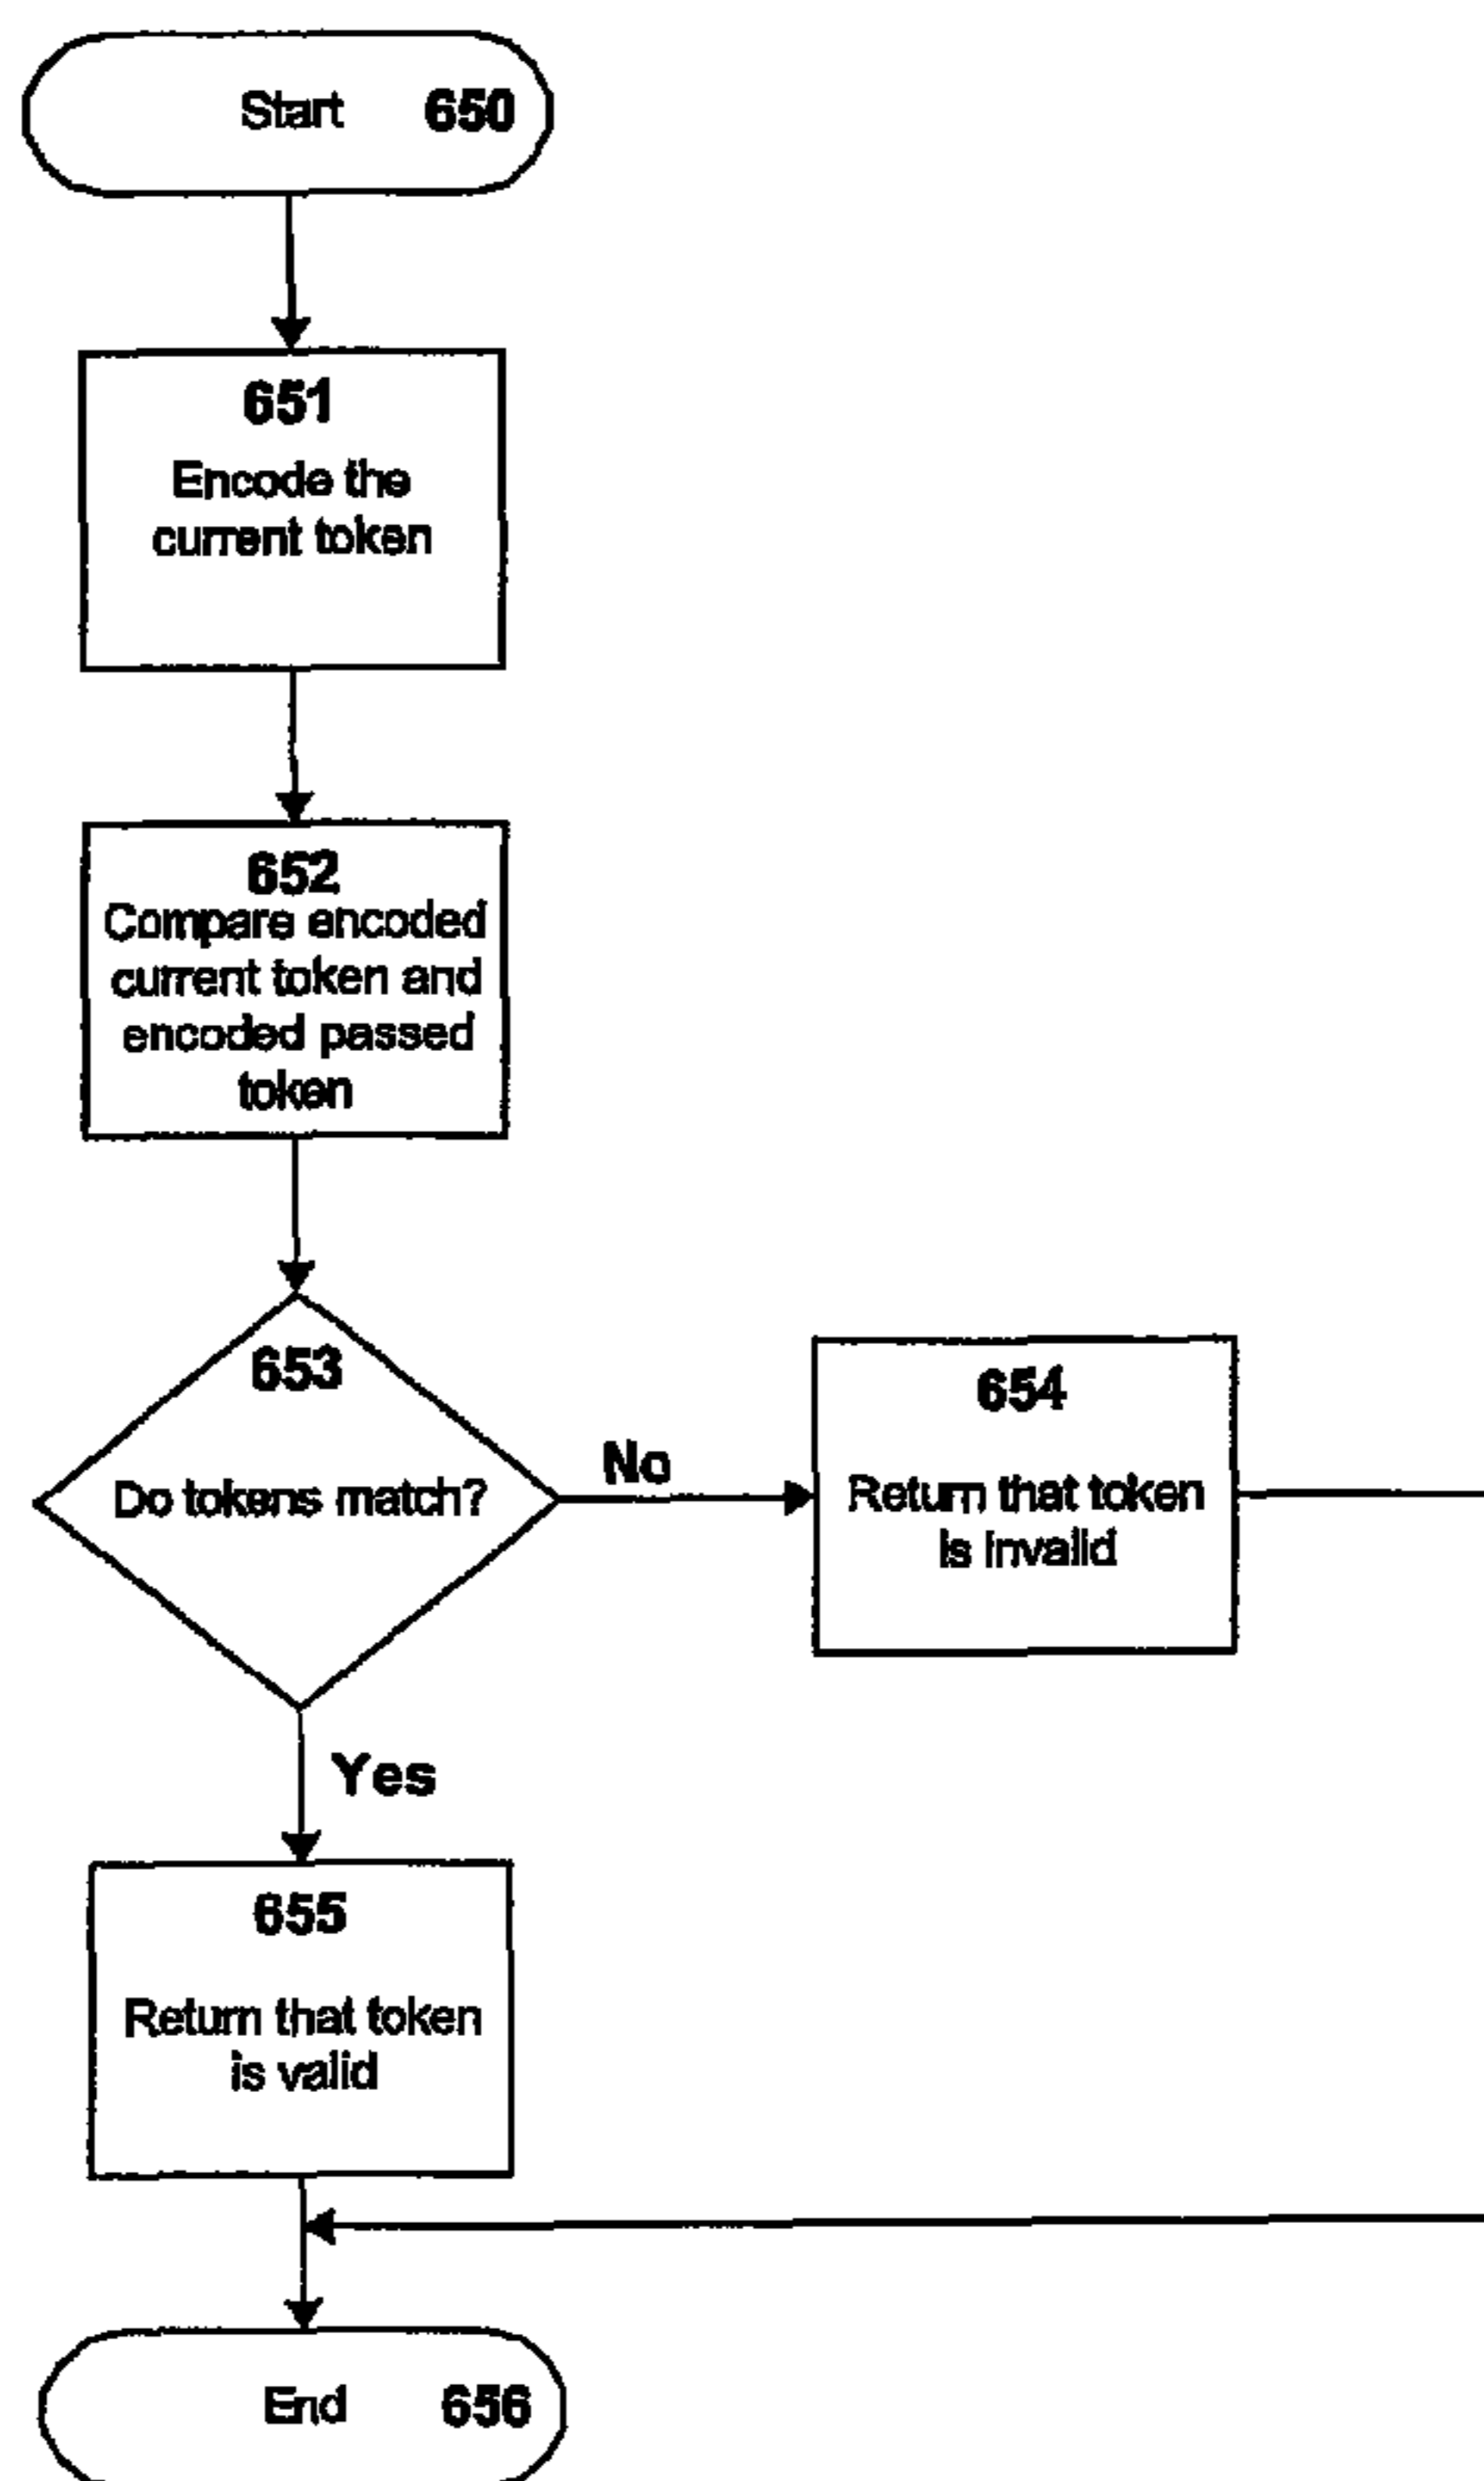 Start 650
651
Encode the
current token
652
Compare encoded
current token and
encoded passed
token
653
Do tokens match?
No
654
Return that token
is invalid
Yes
655
Return that token
is valid
End 656